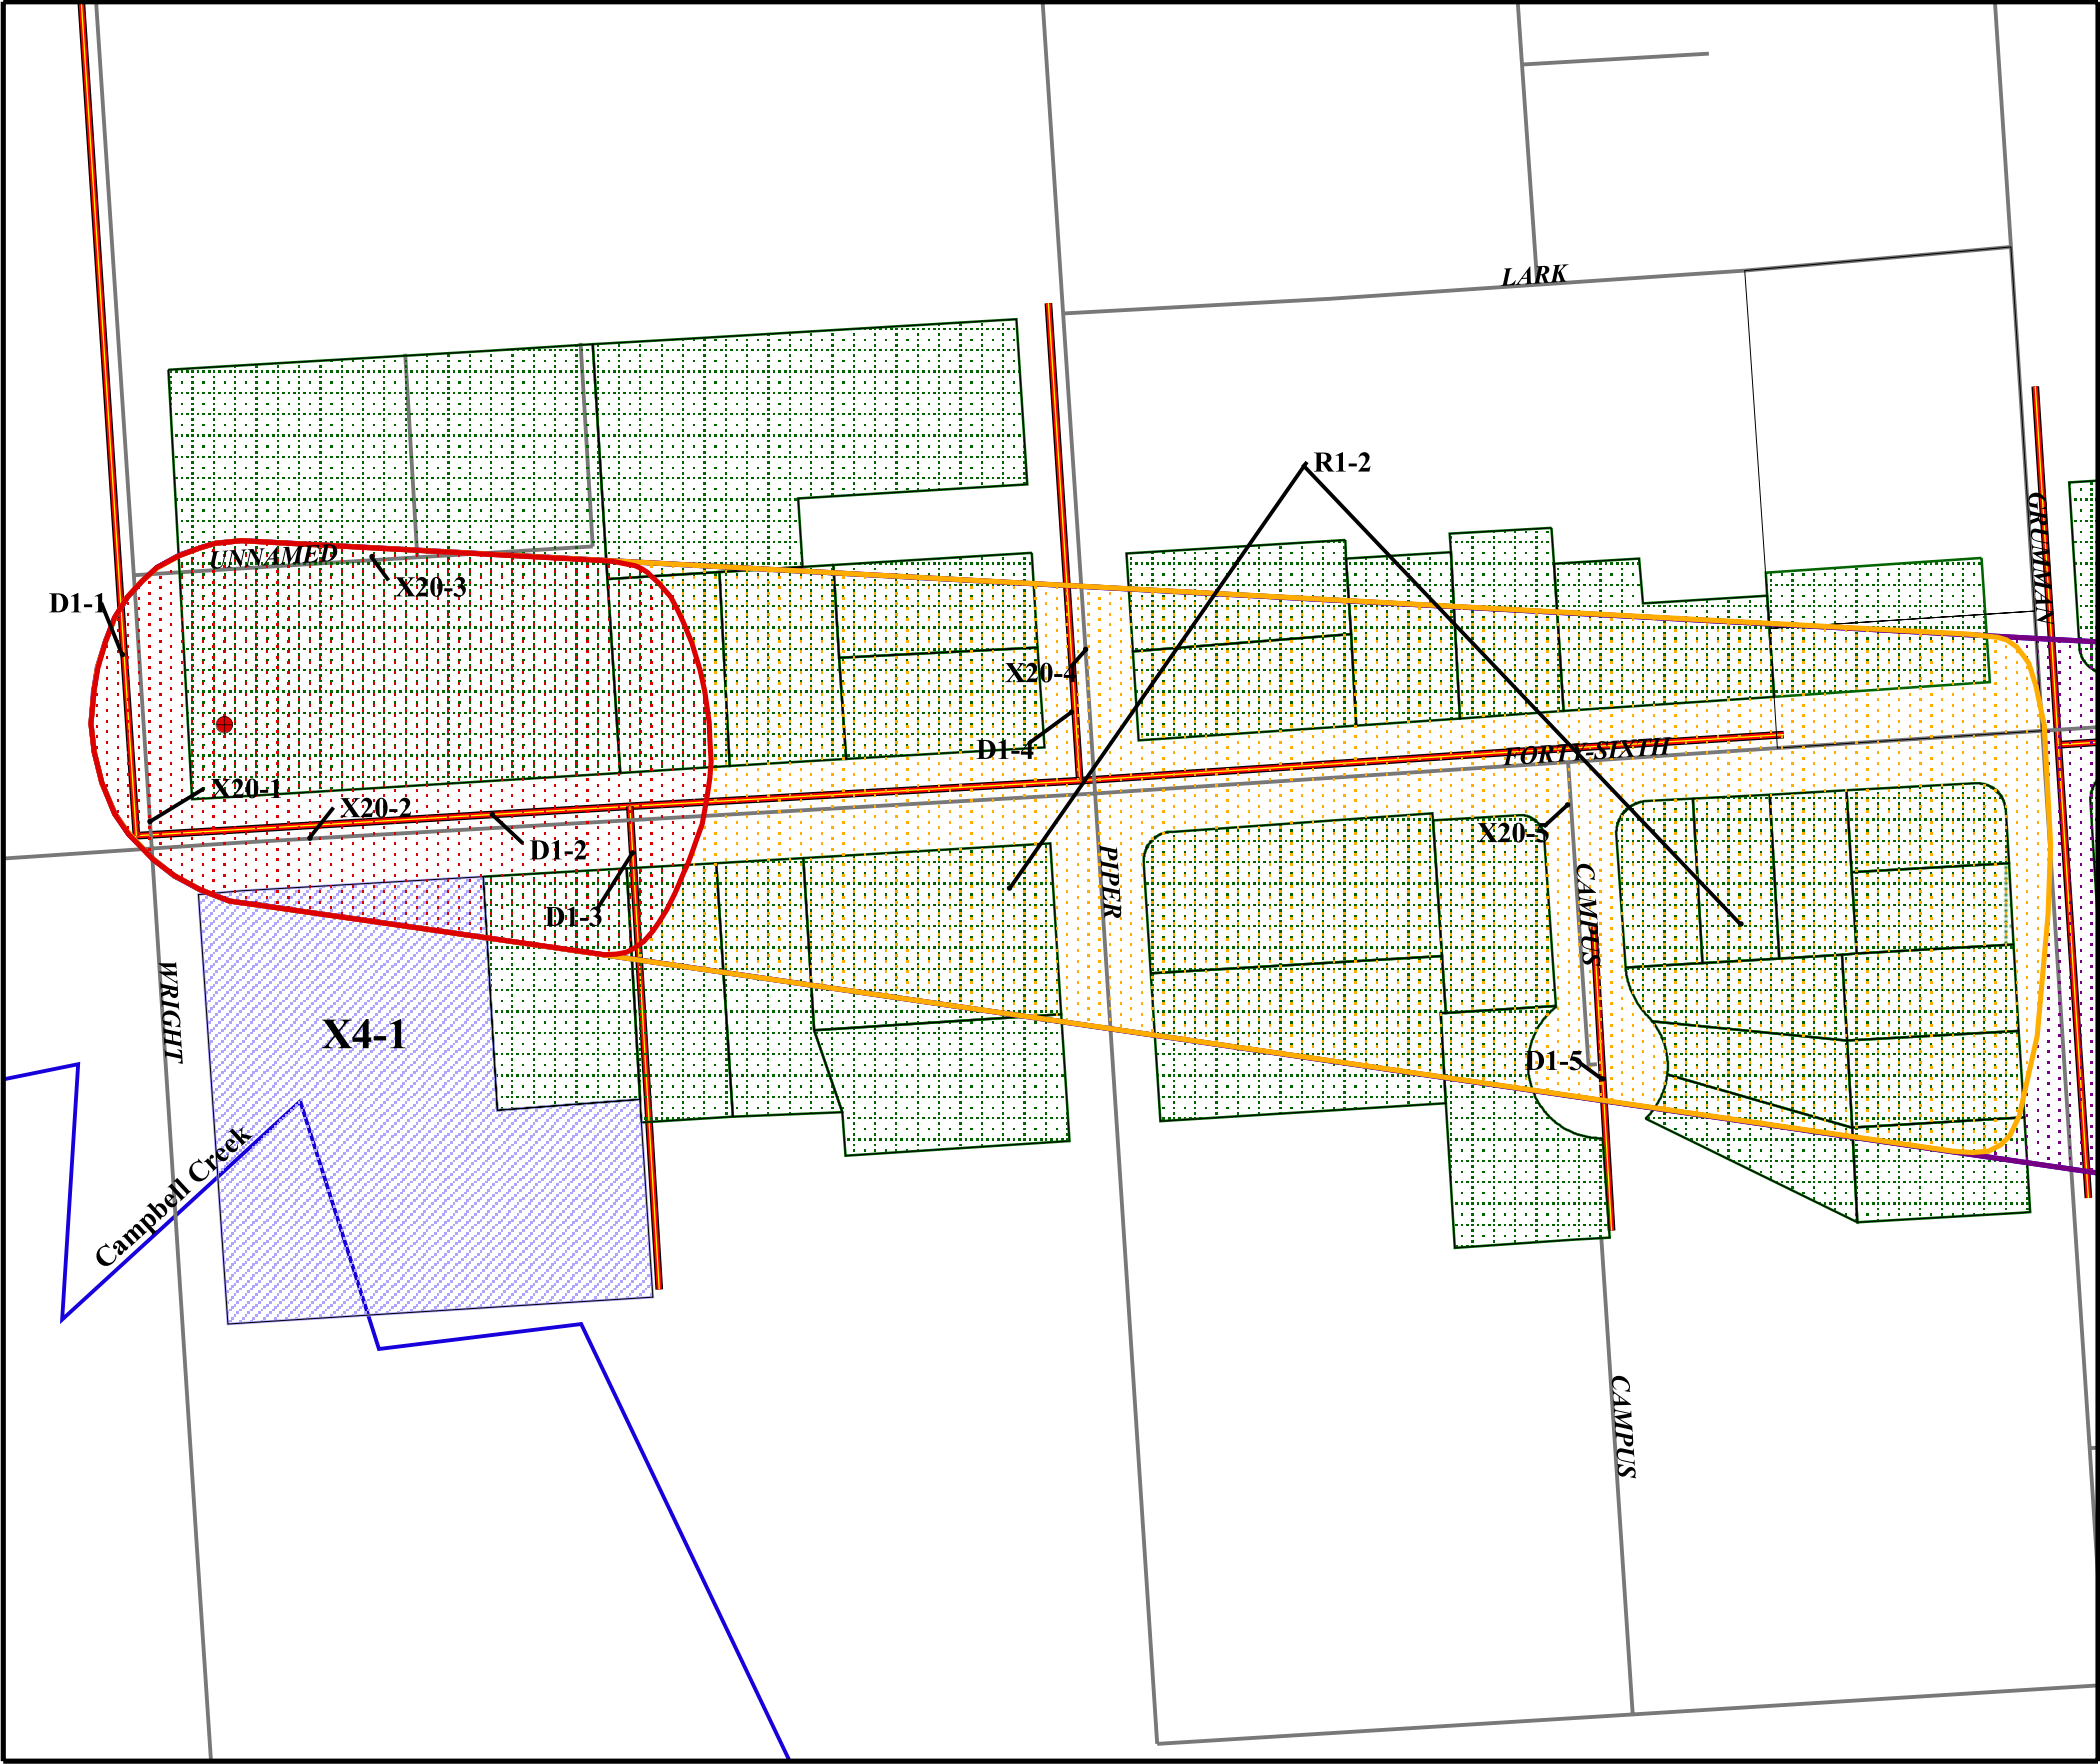 LARK
R1-2
GRUMMAN
UNNAMED
X20-3
D1-1
X20-4
D1-4
FORTY-SIXTH
X20-1
X20-2
D1-2
X20-5
PIPER
CAMPUS
D1-3
WRIGHT
X4-1
D1-5
Campbell Creek
CAMPUS